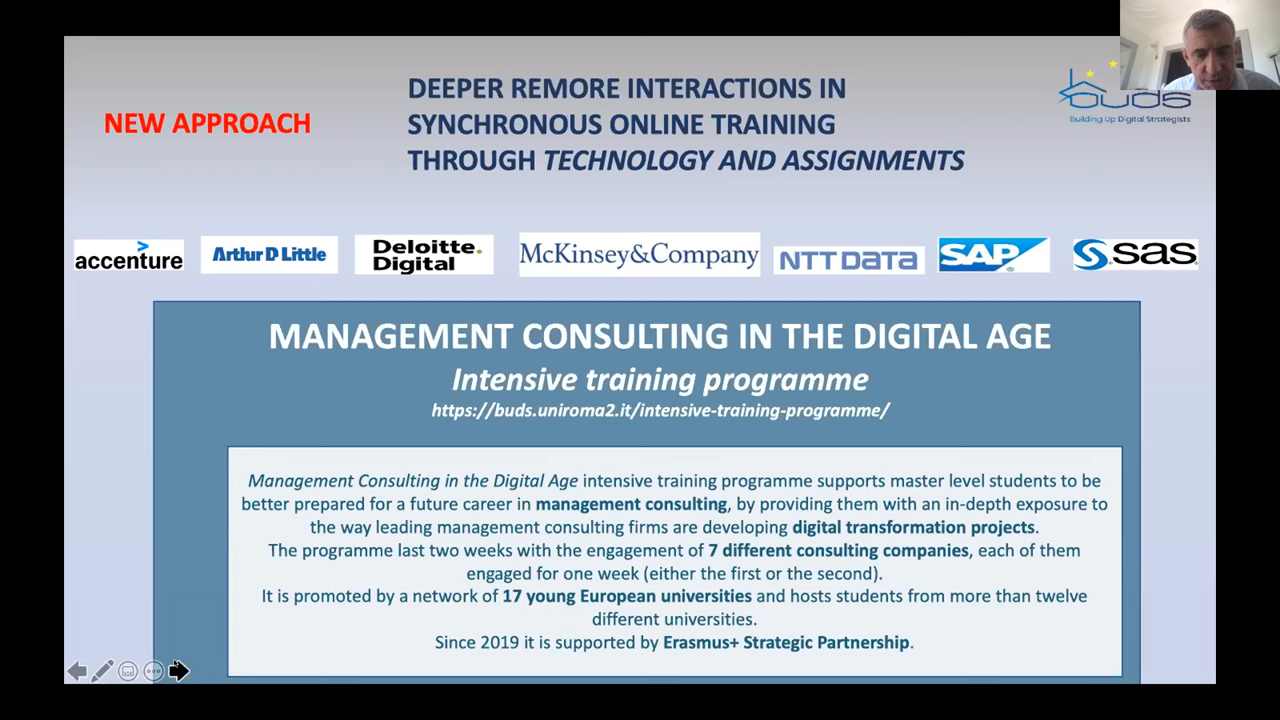 NEW APPROACH
DEEPER REMORE INTERACTIONS IN
SYNCHRONOUS ONLINE TRAINING
THROUGH TECHNOLOGY AND ASSIGNMENTS
buds
Building Up Digital Strategists
accenture
Artlur D Little
Deloitte.
Digital
McKinsey&Company
NTT DATA
SAP
sas
MANAGEMENT CONSULTING IN THE DIGITAL AGE
Intensive training programme
https://buds.uniroma2.it/intensive-training-programme/
Management Consulting in the Digital Age intensive training programme supports master level students to be
better prepared for a future career in management consulting, by providing them with an in-depth exposure to
the way leading management consulting firms are developing digital transformation projects.
The programme last two weeks with the engagement of 7 different consulting companies, each of them
engaged for one week (either the first or the second).
It is promoted by a network of 17 young European universities and hosts students from more than twelve
different universities.
Since 2019 it is supported by Erasmus+ Strategic Partnership.